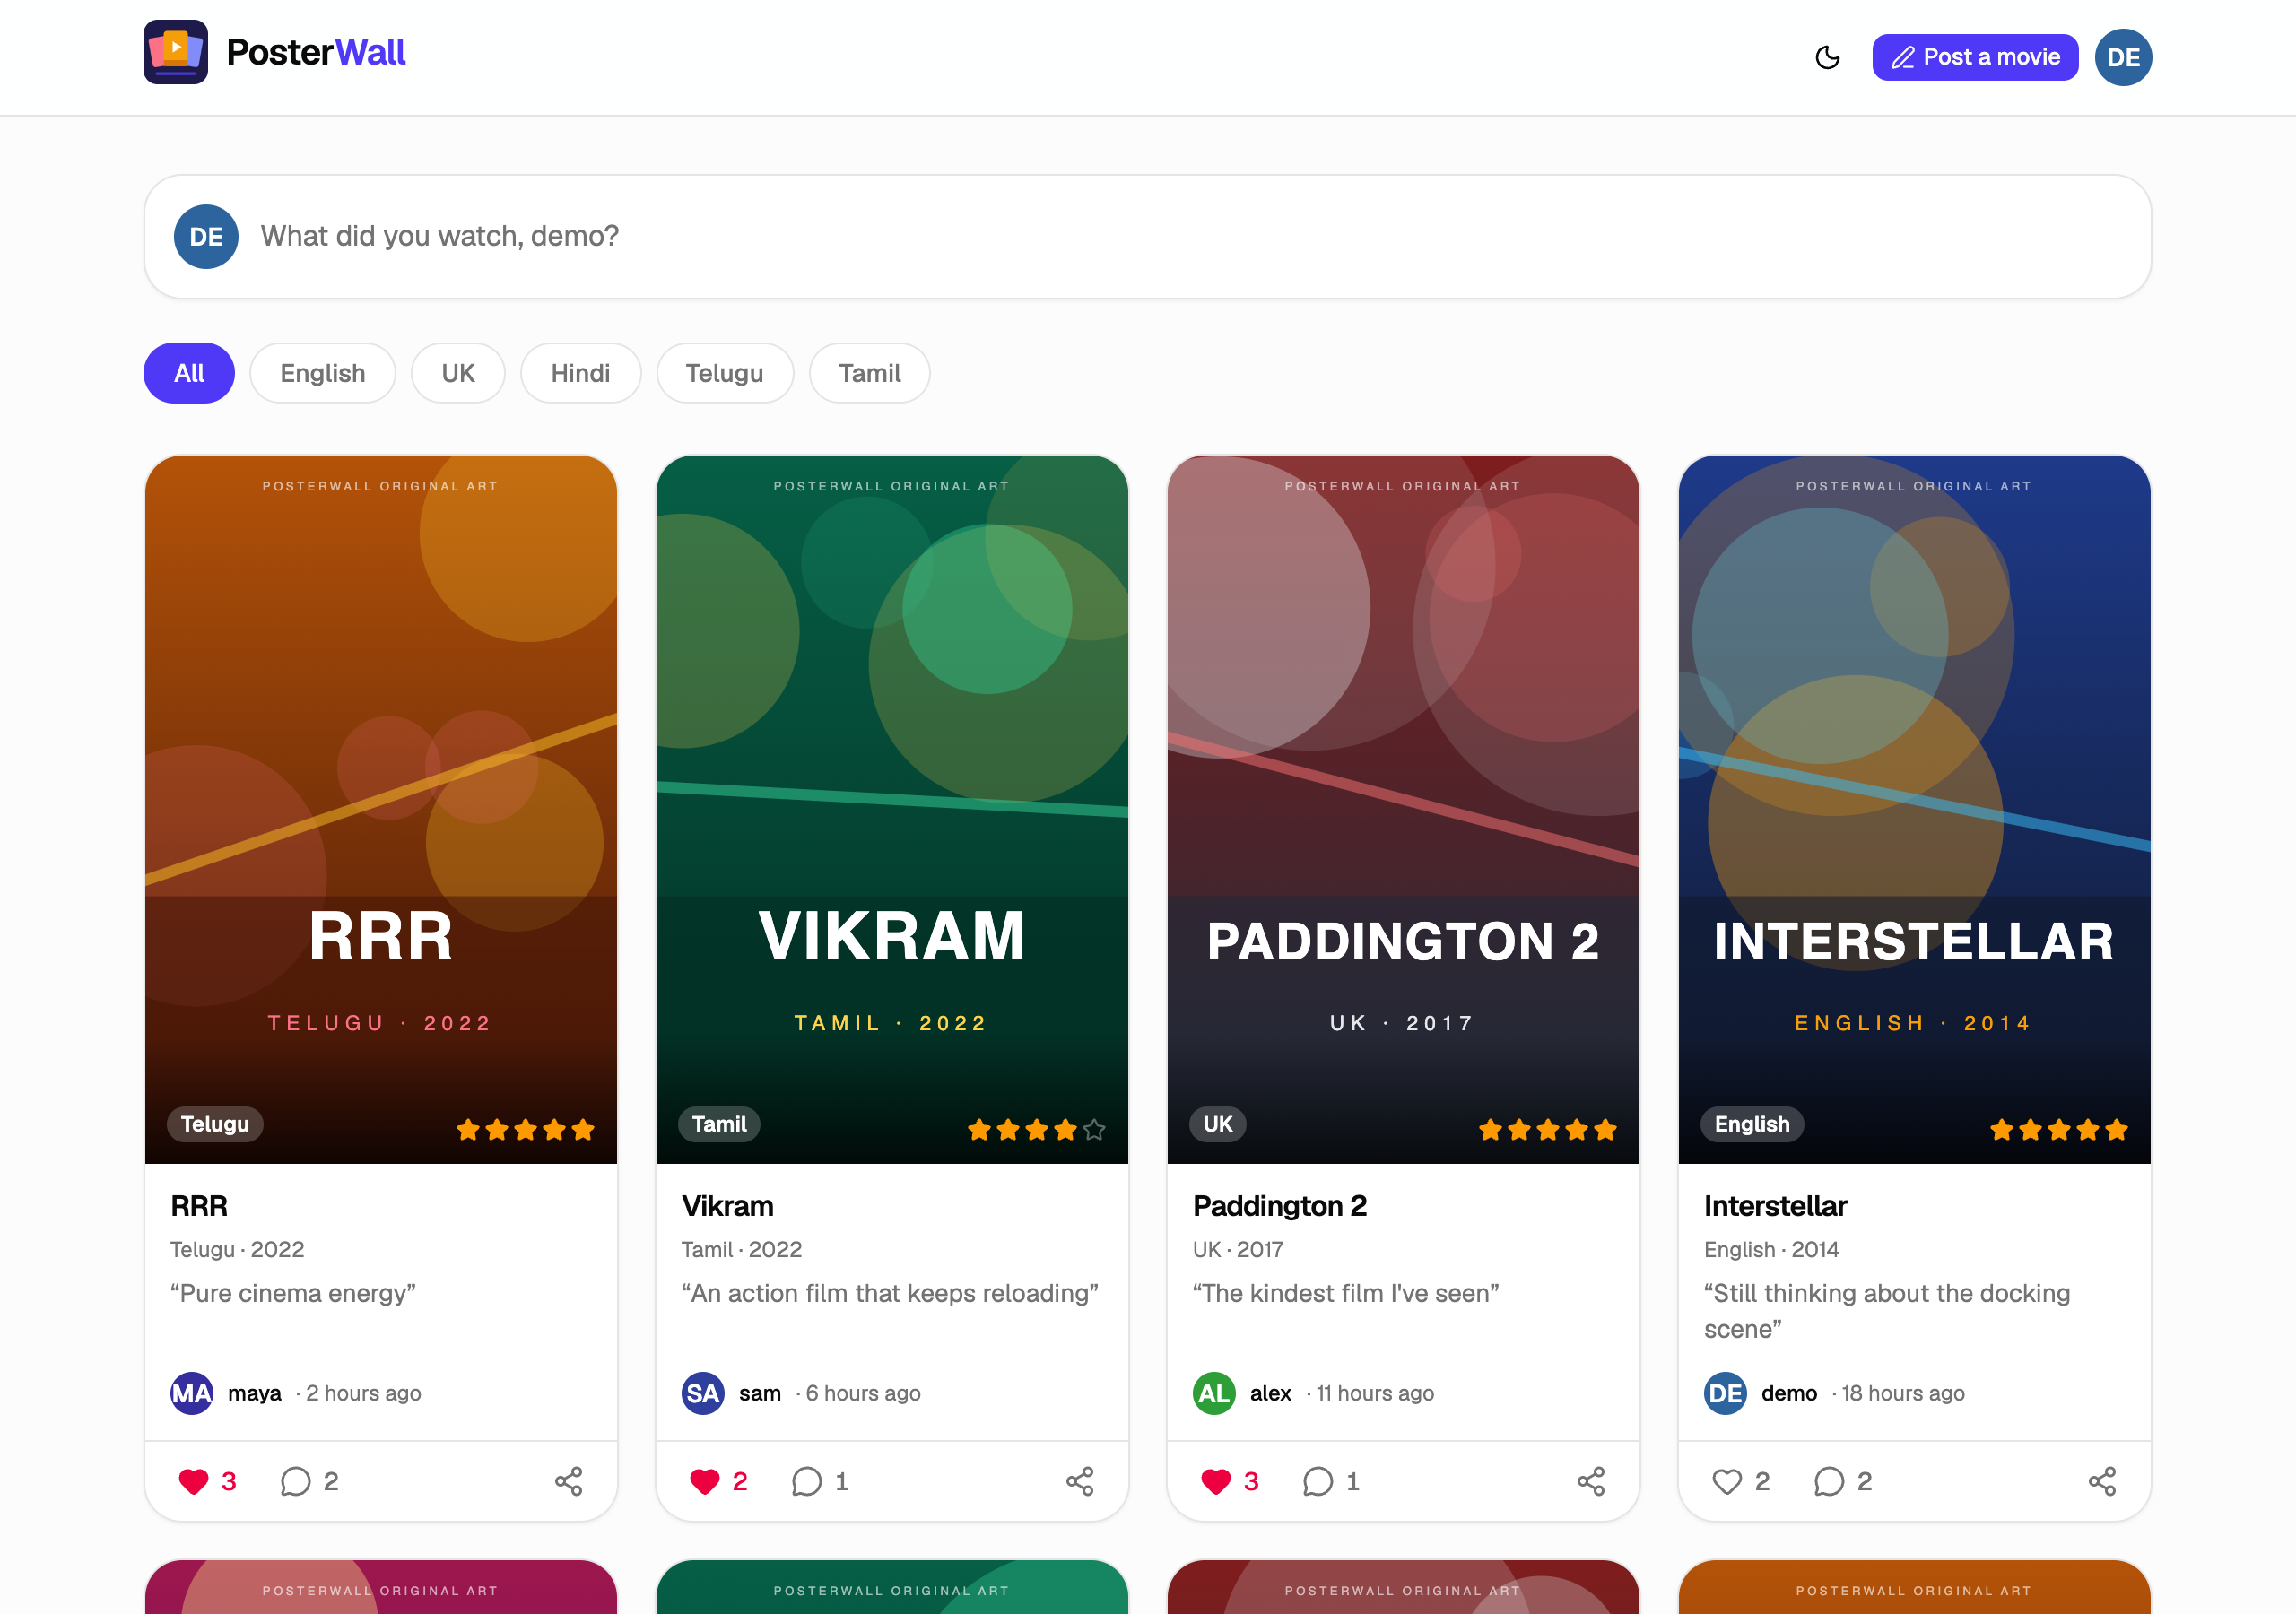 PosterWall
Post a movie
DE
DE
What did you watch, demo?
All
English
UK
Hindi
Telugu
Tamil
POSTERWALL ORIGINAL ART
RRR
TELUGU · 2022
Telugu
RRR
Telugu · 2022
“Pure cinema energy”
MA
maya · 2 hours ago
3
2
POSTERWALL ORIGINAL ART
VIKRAM
TAMIL · 2022
Tamil
Vikram
Tamil · 2022
“An action film that keeps reloading”
SA
sam · 6 hours ago
2
1
POSTERWALL ORIGINAL ART
PADDINGTON 2
UK · 2017
UK
Paddington 2
UK · 2017
“The kindest film I've seen”
AL
alex · 11 hours ago
3
1
POSTERWALL ORIGINAL ART
INTERSTELLAR
ENGLISH · 2014
English
Interstellar
English · 2014
“Still thinking about the docking
scene”
DE
demo · 18 hours ago
2
2
POSTERWALL ORIGINAL ART
POSTERWALL ORIGINAL ART
POSTERWALL ORIGINAL ART
POSTERWALL ORIGINAL ART